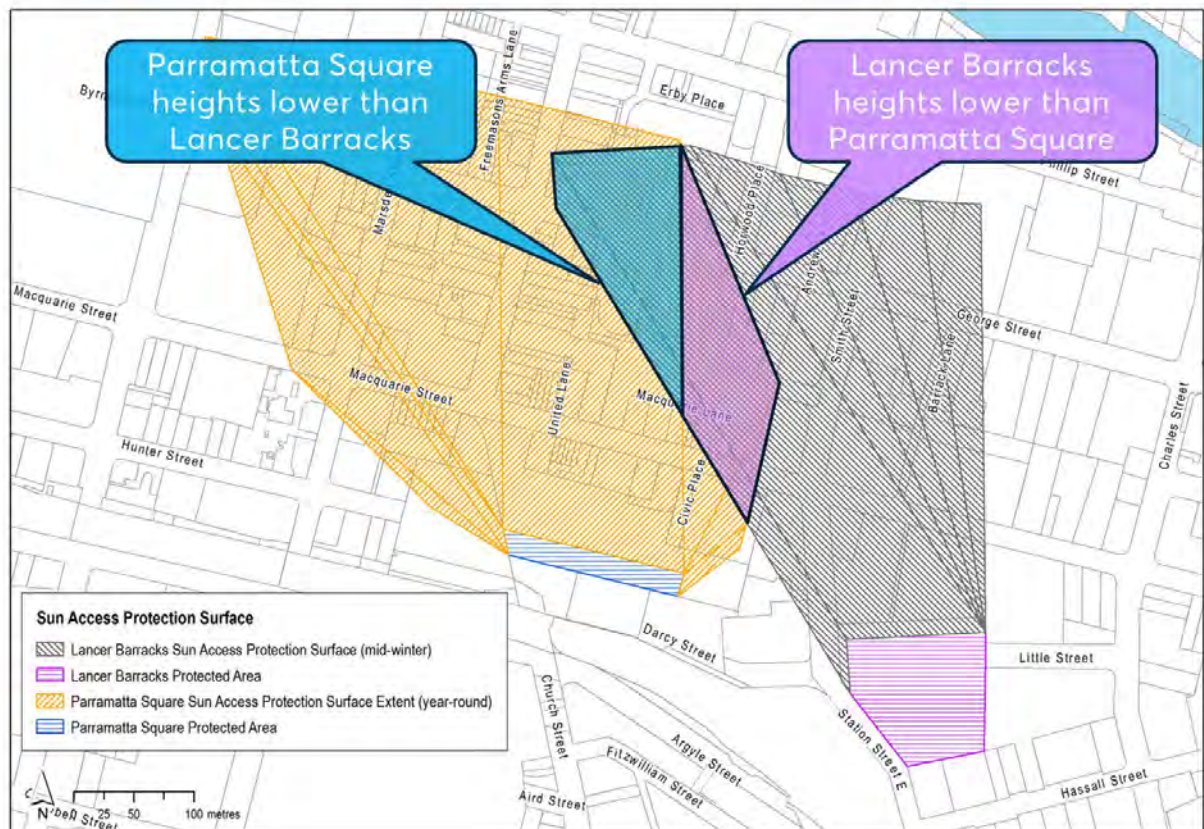 Parramatta Square
heights lower than
Lancer Barracks
Lancer Barracks
heights lower than
Parramatta Square
Freemasons Arms Lane
Erby Place
Phillip Street
Horwood Place
Smith Street
Barrack Lane
George Street
Charles Street
Macquarie Street
Macquarie Street
Macquarie Lane
United Lane
Hunter Street
Civic Place
Darcy Street
Little Street
Church Street
Station Street E
Argyle Street
Fitzwilliam Street
Hassall Street
Aird Street
Sun Access Protection Surface
Lancer Barracks Sun Access Protection Surface (mid-winter)
Lancer Barracks Protected Area
Parramatta Square Sun Access Protection Surface Extent (year-round)
Parramatta Square Protected Area
N
25 50 100 metres